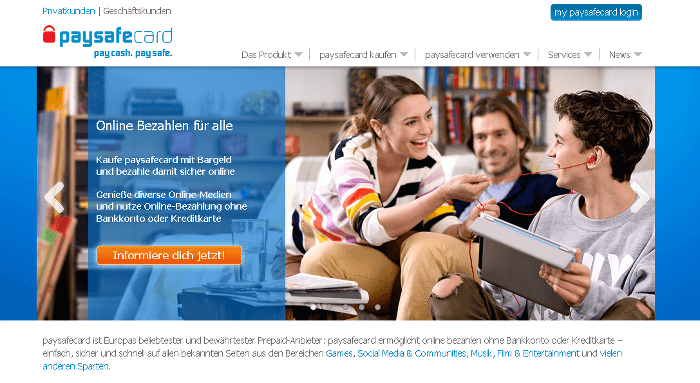 Privatkunden | Geschäftskunden
my paysafecard login
paysafecard
pay cash. pay safe.
Das Produkt
paysafecard kaufen
paysafecard verwenden
Services
News
Online Bezahlen für alle
Kaufe paysafecard mit Bargeld
und bezahle damit sicher online
Genieße diverse Online-Medien
und nutze Online-Bezahlung ohne
Bankkonto oder Kreditkarte
Informiere dich jetzt!
paysafecard ist Europas beliebtester und bewährtester Prepaid-Anbieter: paysafecard ermöglicht online bezahlen ohne Bankkonto oder Kreditkarte –
einfach, sicher und schnell auf allen bekannten Seiten aus den Bereichen Games, Social Media & Communities, Musik, Film & Entertainment und vielen
anderen Sparten.